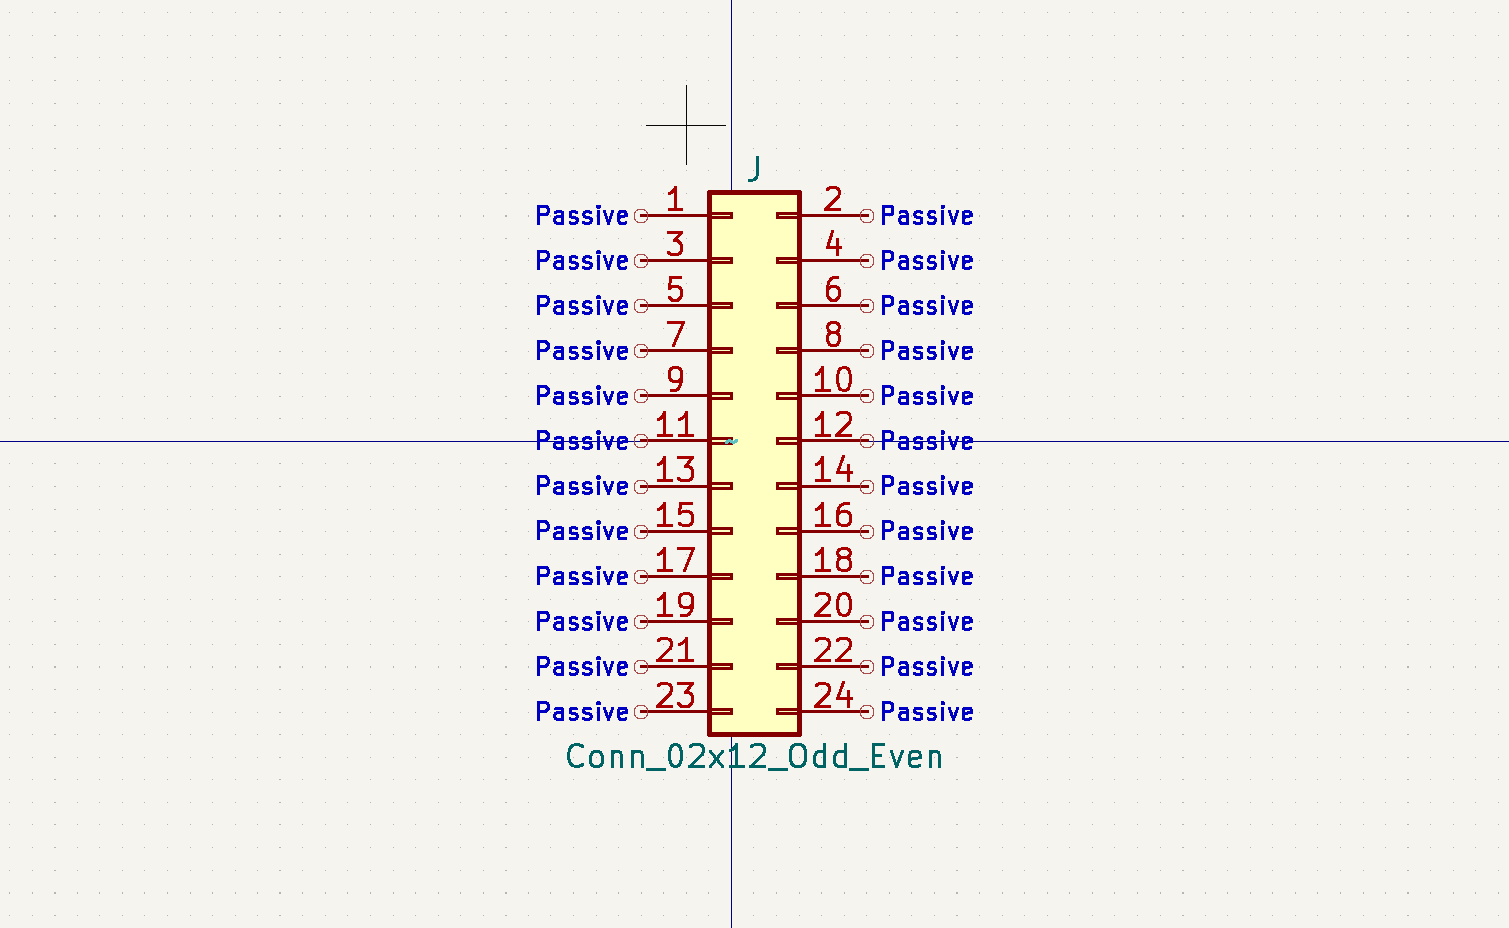 J
Passive 1 2 Passive
Passive 3 4 Passive
Passive 5 6 Passive
Passive 7 8 Passive
Passive 9 10 Passive
Passive 11 12 Passive
Passive 13 14 Passive
Passive 15 16 Passive
Passive 17 18 Passive
Passive 19 20 Passive
Passive 21 22 Passive
Passive 23 24 Passive
Conn_02x12_Odd_Even